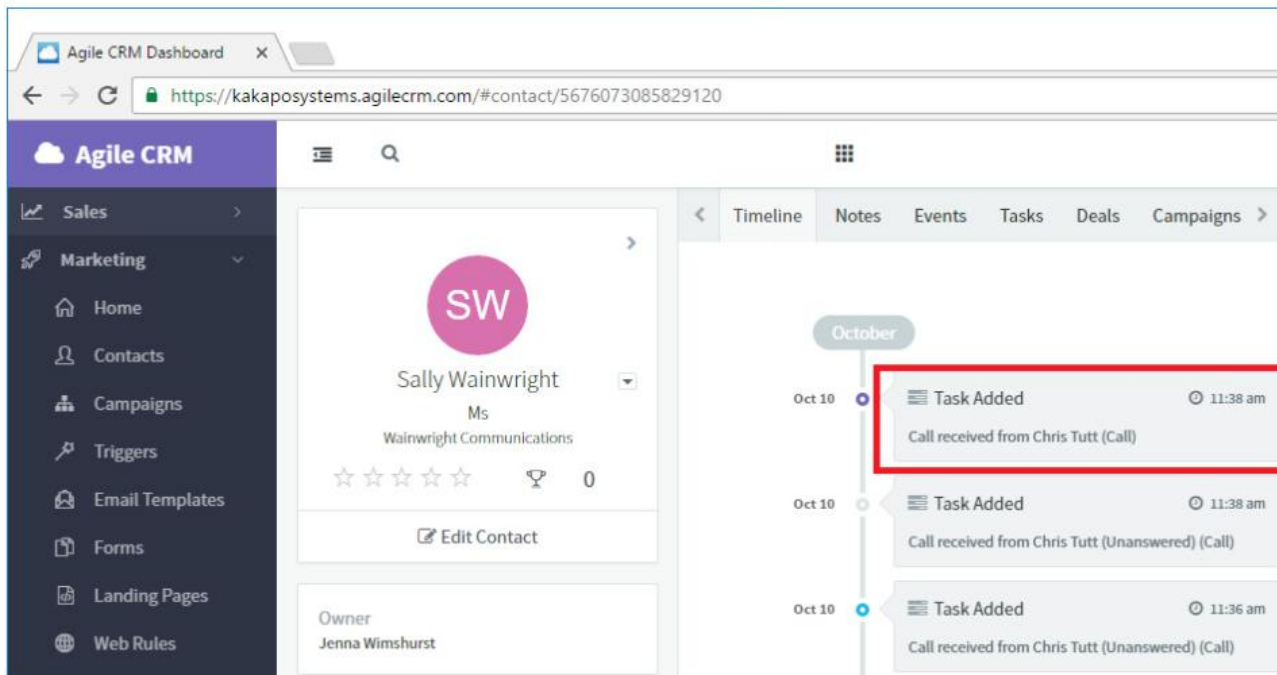 Agile CRM Dashboard
https://kakaposystems.agilecrm.com/#contact/5676073085829120
Agile CRM
Sales
Marketing
Home
Contacts
Campaigns
Triggers
Email Templates
Forms
Landing Pages
Web Rules
SW
Sally Wainwright
Ms
Wainwright Communications
0
Edit Contact
Owner
Jenna Wimshurst
Timeline Notes Events Tasks Deals Campaigns
October
Oct 10 Task Added 11:38 am
Call received from Chris Tutt (Call)
Oct 10 Task Added 11:38 am
Call received from Chris Tutt (Unanswered) (Call)
Oct 10 Task Added 11:36 am
Call received from Chris Tutt (Unanswered) (Call)